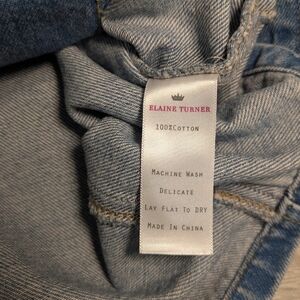 ELAINE TURNER
100%COTTON
MACHINE WASH
DELICATE
LAY FLAT TO DRY
MADE IN CHINA